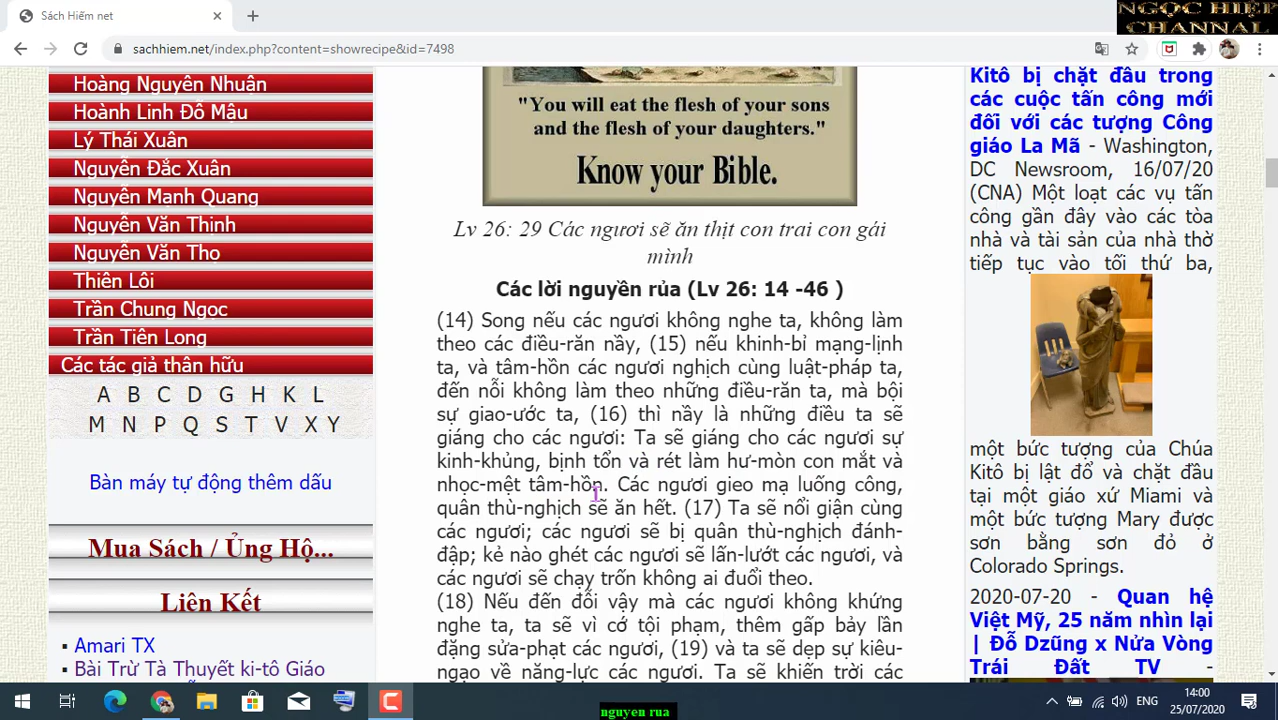 Sách Hiếm net
NGỌC HIỆP
CHANNAL
sachhiem.net/index.php?content=showrecipe&id=7498
Hoàng Nguyên Nhuận
Hoành Linh Đỗ Mậu
Lý Thái Xuân
Nguyễn Đắc Xuân
Nguyễn Mạnh Quang
Nguyễn Văn Thịnh
Nguyễn Văn Thọ
Thiên Lôi
Trần Chung Ngọc
Trần Tiên Long
Các tác giả thân hữu
A B C D G H K L
M N P Q S T V X Y
Bàn máy tự động thêm dấu
Mua Sách / Ủng Hộ...
Liên Kết
Amari TX
Bài Trừ Tà Thuyết ki-tô Giáo
"You will eat the flesh of your sons
and the flesh of your daughters."
Know your Bible.
Lv 26: 29 Các ngươi sẽ ăn thịt con trai con gái
mình
Các lời nguyền rủa (Lv 26: 14 -46 )
(14) Song nếu các ngươi không nghe ta, không làm
theo các điều-răn nầy, (15) nếu khinh-bỉ mạng-lịnh
ta, và tâm-hồn các ngươi nghịch cùng luật-pháp ta,
đến nỗi không làm theo những điều-răn ta, mà bội
sự giao-ước ta, (16) thì nầy là những điều ta sẽ
giáng cho các ngươi: Ta sẽ giáng cho các ngươi sự
kinh-khủng, bịnh tổn và rét làm hư-mòn con mắt và
nhọc-mệt tâm-hồn. Các ngươi gieo mạ luống công,
quân thù-nghịch sẽ ăn hết. (17) Ta sẽ nổi giận cùng
các ngươi; các ngươi sẽ bị quân thù-nghịch đánh-
đập; kẻ nào ghét các ngươi sẽ lấn-lướt các ngươi, và
các ngươi sẽ chạy trốn không ai đuổi theo.
(18) Nếu đến đỗi vậy mà các ngươi không khứng
nghe ta, ta sẽ vì cớ tội phạm, thêm gấp bảy lần
đặng sửa-phạt các ngươi, (19) và ta sẽ dẹp sự kiêu-
ngạo về năng-lực các ngươi. Ta sẽ khiến trời các
Kitô bị chặt đầu trong
các cuộc tấn công mới
đối với các tượng Công
giáo La Mã - Washington,
DC Newsroom, 16/07/20
(CNA) Một loạt các vụ tấn
công gần đây vào các tòa
nhà và tài sản của nhà thờ
tiếp tục vào tối thứ ba,
một bức tượng của Chúa
Kitô bị lật đổ và chặt đầu
tại một giáo xứ Miami và
một bức tượng Mary được
sơn bằng sơn đỏ ở
Colorado Springs.
2020-07-20 - Quan hệ
Việt Mỹ, 25 năm nhìn lại
| Đỗ Dzũng x Nửa Vòng
Trái Đất TV -
ENG
14:00
25/07/2020
nguyen rua